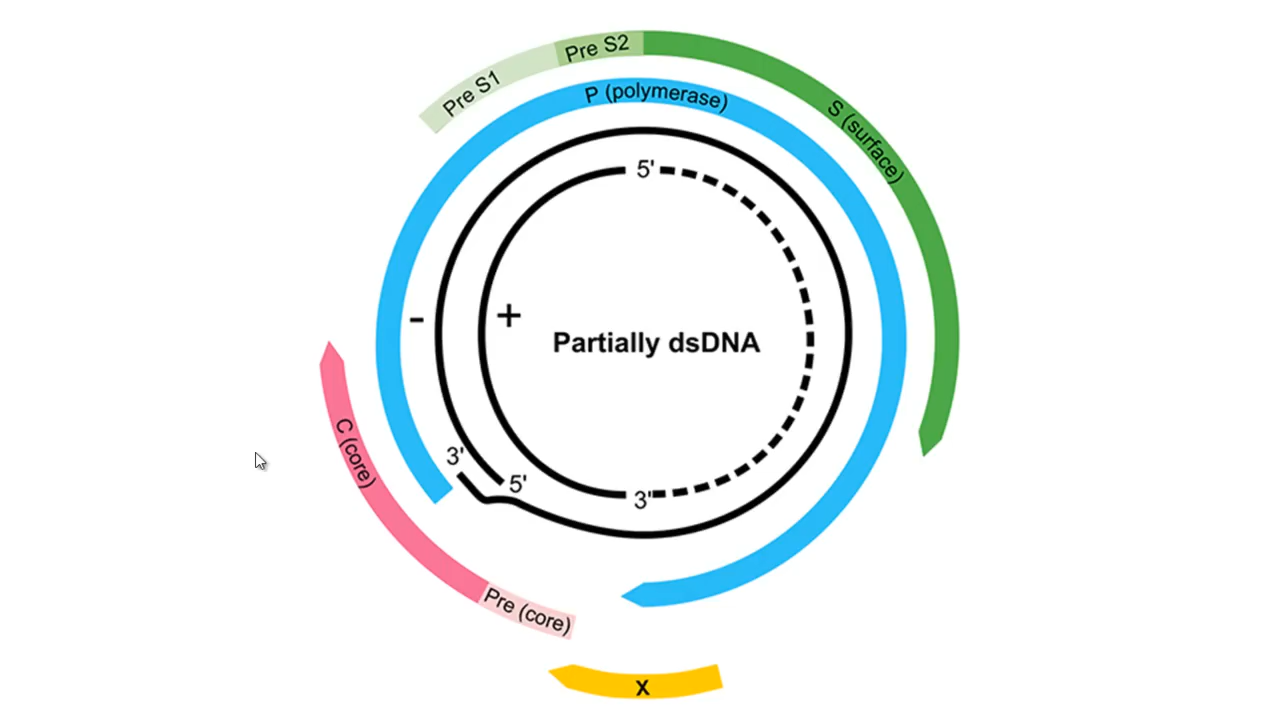 Pre S1
Pre S2
S (surface)
P (polymerase)
5'
-
+
Partially dsDNA
C (core)
3'
5'
3'
Pre (core)
X